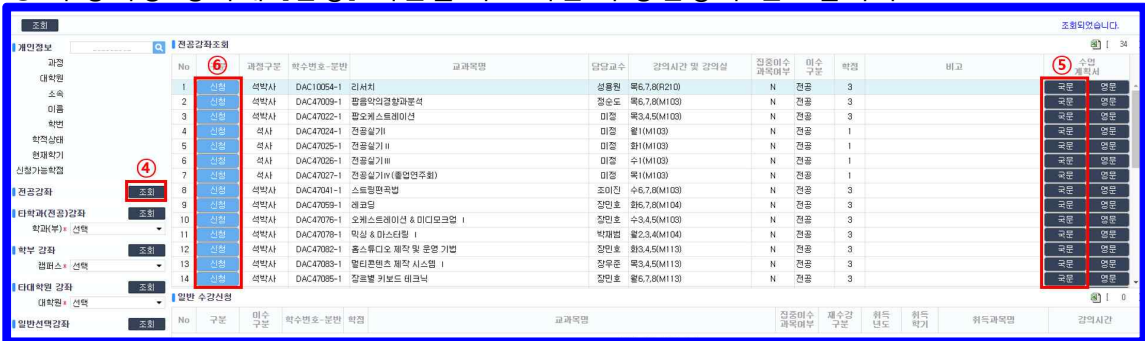 조회
조회되었습니다.
개인정보
과정
대학원
소속
이름
학번
학적상태
현재학기
신청가능학점
④
전공강좌 조회
타학과(전공)강좌 조회
학과(부)* 선택
학부 강좌 조회
캠퍼스* 선택
타대학원 강좌 조회
대학원* 선택
일반선택강좌 조회
전공강좌조회 34
No ⑥ 과정구분 학수번호-분반 교과목명 담당교수 강의시간 및 강의실 집중이수과목여부 이수구분 학점 비고 ⑤ 수업계획서
1 신청 석박사 DAC10054-1 리서치 성용원 목6,7,8(R210) N 전공 3 국문 영문
2 신청 석박사 DAC47009-1 팝음악의경향과분석 정순도 목6,7,8(M103) N 전공 3 국문 영문
3 신청 석박사 DAC47022-1 팝오케스트레이션 미정 목3,4,5(M103) N 전공 3 국문 영문
4 신청 석사 DAC47024-1 전공실기I 미정 월1(M103) N 전공 1 국문 영문
5 신청 석사 DAC47025-1 전공실기 II 미정 화1(M103) N 전공 1 국문 영문
6 신청 석사 DAC47026-1 전공실기 III 미정 수1(M103) N 전공 1 국문 영문
7 신청 석사 DAC47027-1 전공실기IV(졸업연주회) 미정 목1(M103) N 전공 1 국문 영문
8 신청 석박사 DAC47041-1 스트링편곡법 조이진 수6,7,8(M103) N 전공 3 국문 영문
9 신청 석박사 DAC47059-1 레코딩 장민호 화6,7,8(M104) N 전공 3 국문 영문
10 신청 석박사 DAC47076-1 오케스트레이션 & 미디모크업 I 장민호 수3,4,5(M103) N 전공 3 국문 영문
11 신청 석박사 DAC47078-1 믹싱 & 마스터링 I 박재범 월2,3,4(M104) N 전공 3 국문 영문
12 신청 석박사 DAC47082-1 홈스튜디오 제작 및 운영 기법 장민호 화3,4,5(M113) N 전공 3 국문 영문
13 신청 석박사 DAC47083-1 멀티콘텐츠 제작 시스템 I 장우준 목3,4,5(M113) N 전공 3 국문 영문
14 신청 석박사 DAC47085-1 장르별 키보드 테크닉 장민호 월6,7,8(M113) N 전공 3 국문 영문
일반 수강신청 0
No 구분 이수구분 학수번호-분반 학점 교과목명 집중이수과목여부 재수강구분 취득년도 취득학기 취득과목명 강의시간